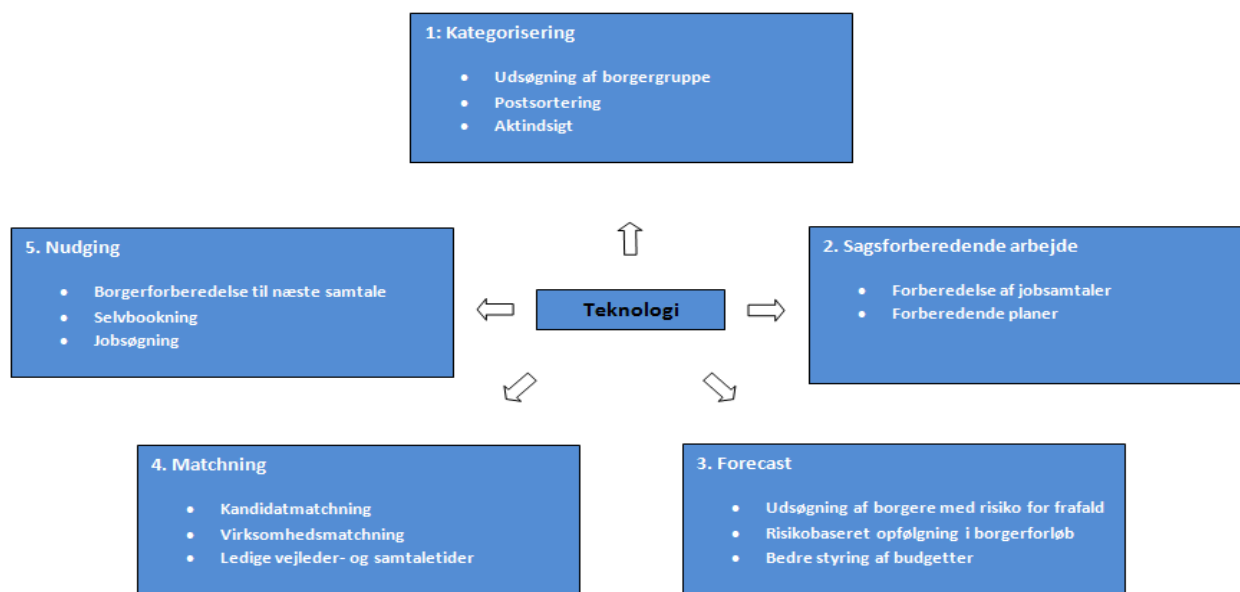 1: Kategorisering
Udsøgning af borgergruppe
Postsortering
Aktindsigt
5. Nudging
Borgerforberedelse til næste samtale
Selvbookning
Jobsøgning
Teknologi
2. Sagsforberedende arbejde
Forberedelse af jobsamtaler
Forberedende planer
4. Matchning
Kandidatmatchning
Virksomhedsmatchning
Ledige vejleder- og samtaletider
3. Forecast
Udsøgning af borgere med risiko for frafald
Risikobaseret opfølgning i borgerforløb
Bedre styring af budgetter